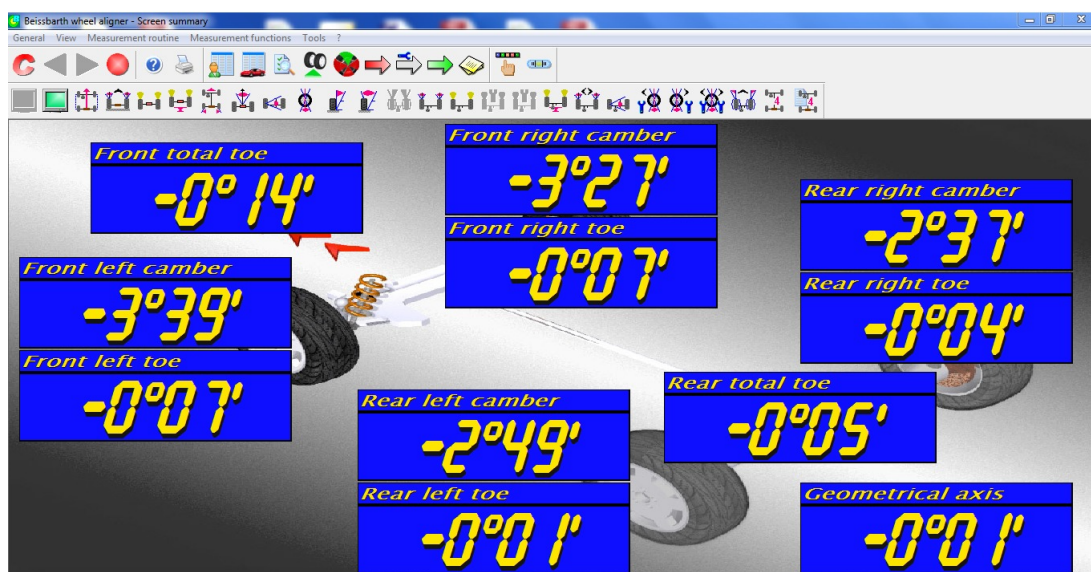 Beissbarth wheel aligner - Screen summary
General View Measurement routine Measurement functions Tools ?
Front total toe
-0°14'
Front right camber
-3°27'
Front right toe
-0°07'
Rear right camber
-2°37'
Rear right toe
-0°04'
Front left camber
-3°39'
Front left toe
-0°07'
Rear left camber
-2°49'
Rear left toe
-0°01'
Rear total toe
-0°05'
Geometrical axis
-0°01'